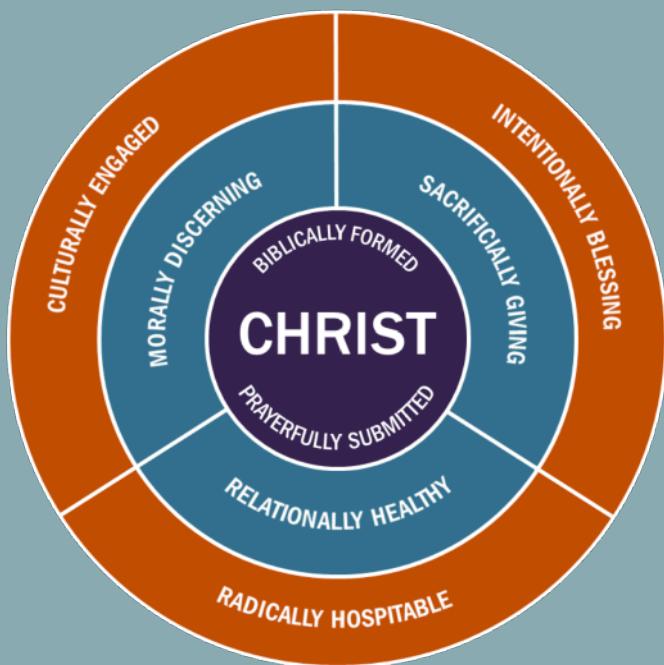 CULTURALLY ENGAGED
INTENTIONALLY BLESSING
MORALLY DISCERNING
SACRIFICIALLY GIVING
BIBLICALLY FORMED
CHRIST
PRAYERFULLY SUBMITTED
RELATIONALLY HEALTHY
RADICALLY HOSPITABLE